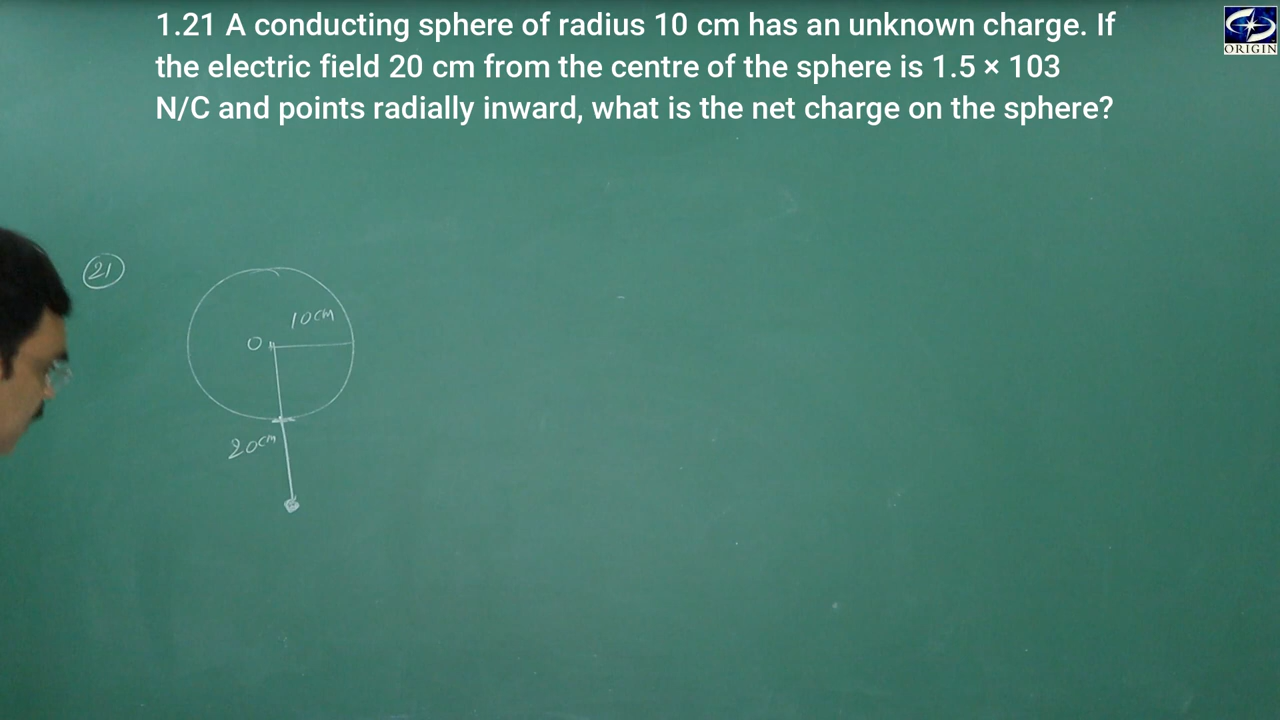 1.21 A conducting sphere of radius 10 cm has an unknown charge. If
the electric field 20 cm from the centre of the sphere is 1.5 × 103
N/C and points radially inward, what is the net charge on the sphere?
ORIGIN
21
10cm
O
20cm